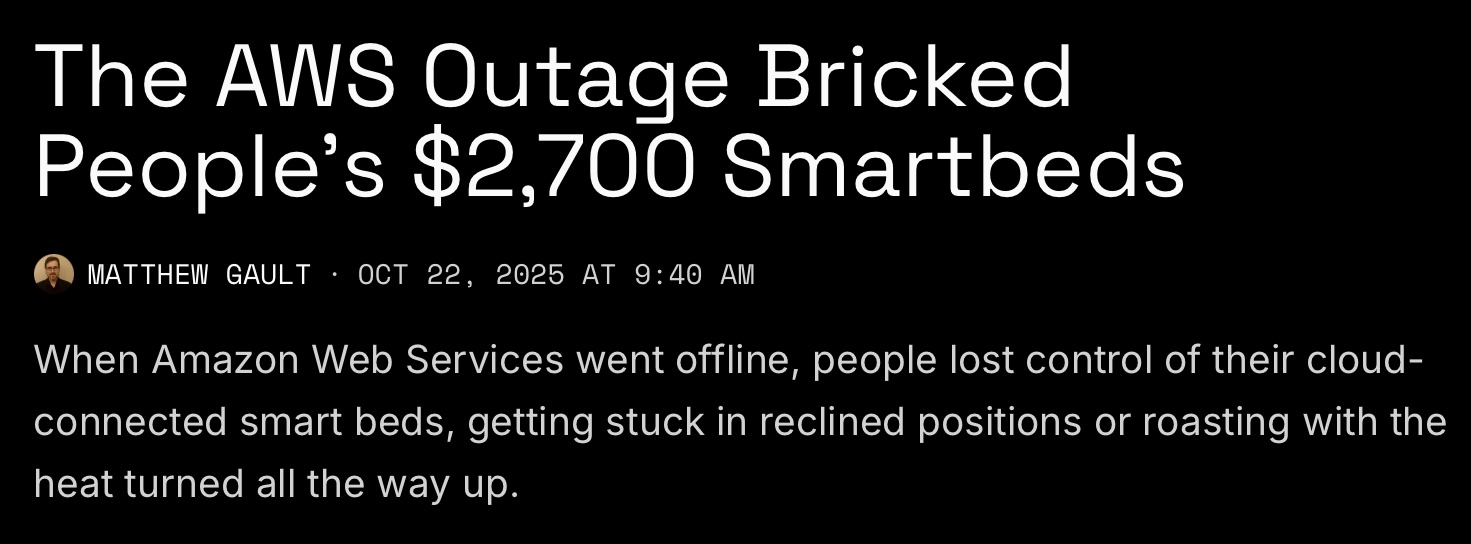 The AWS Outage Bricked
People’s $2,700 Smartbeds
MATTHEW GAULT · OCT 22, 2025 AT 9:40 AM
When Amazon Web Services went offline, people lost control of their cloud-
connected smart beds, getting stuck in reclined positions or roasting with the
heat turned all the way up.